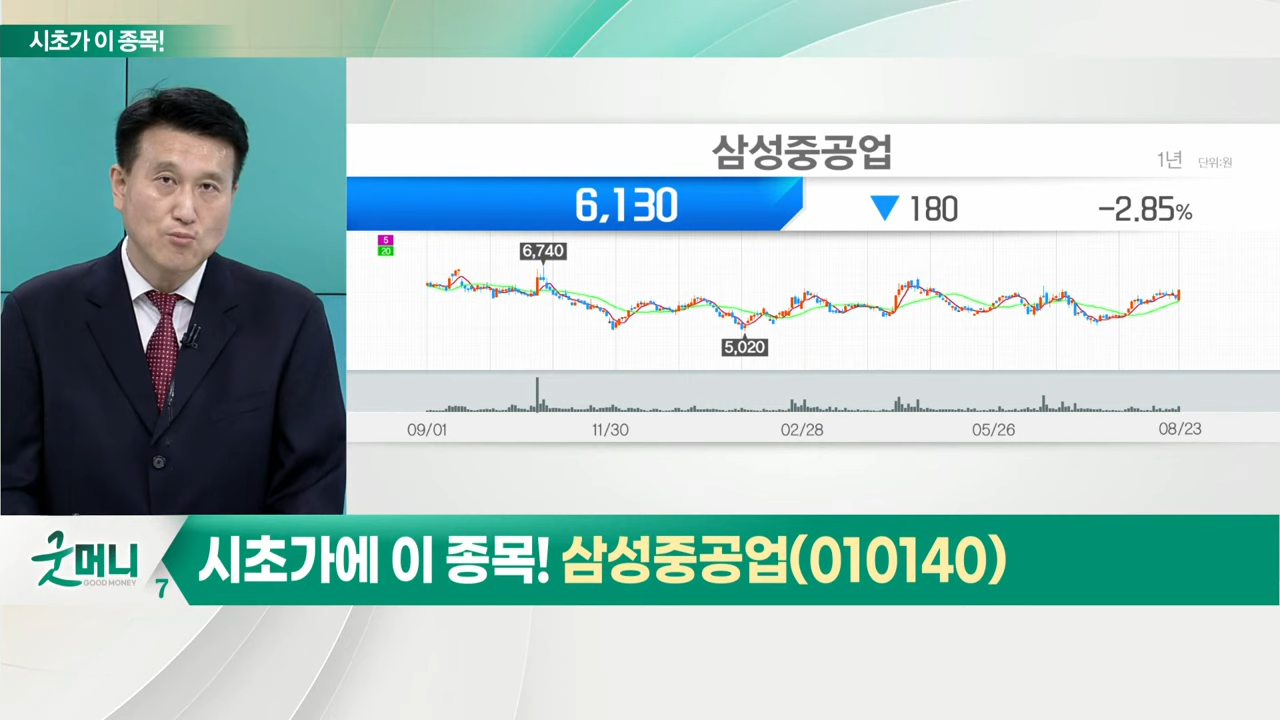 시초가 이 종목!
삼성중공업
1년 단위:원
6,130 ▼ 180 -2.85%
5
20
6,740
5,020
09/01 11/30 02/28 05/26 08/23
굿머니
GOOD MONEY
7
시초가에 이 종목! 삼성중공업(010140)